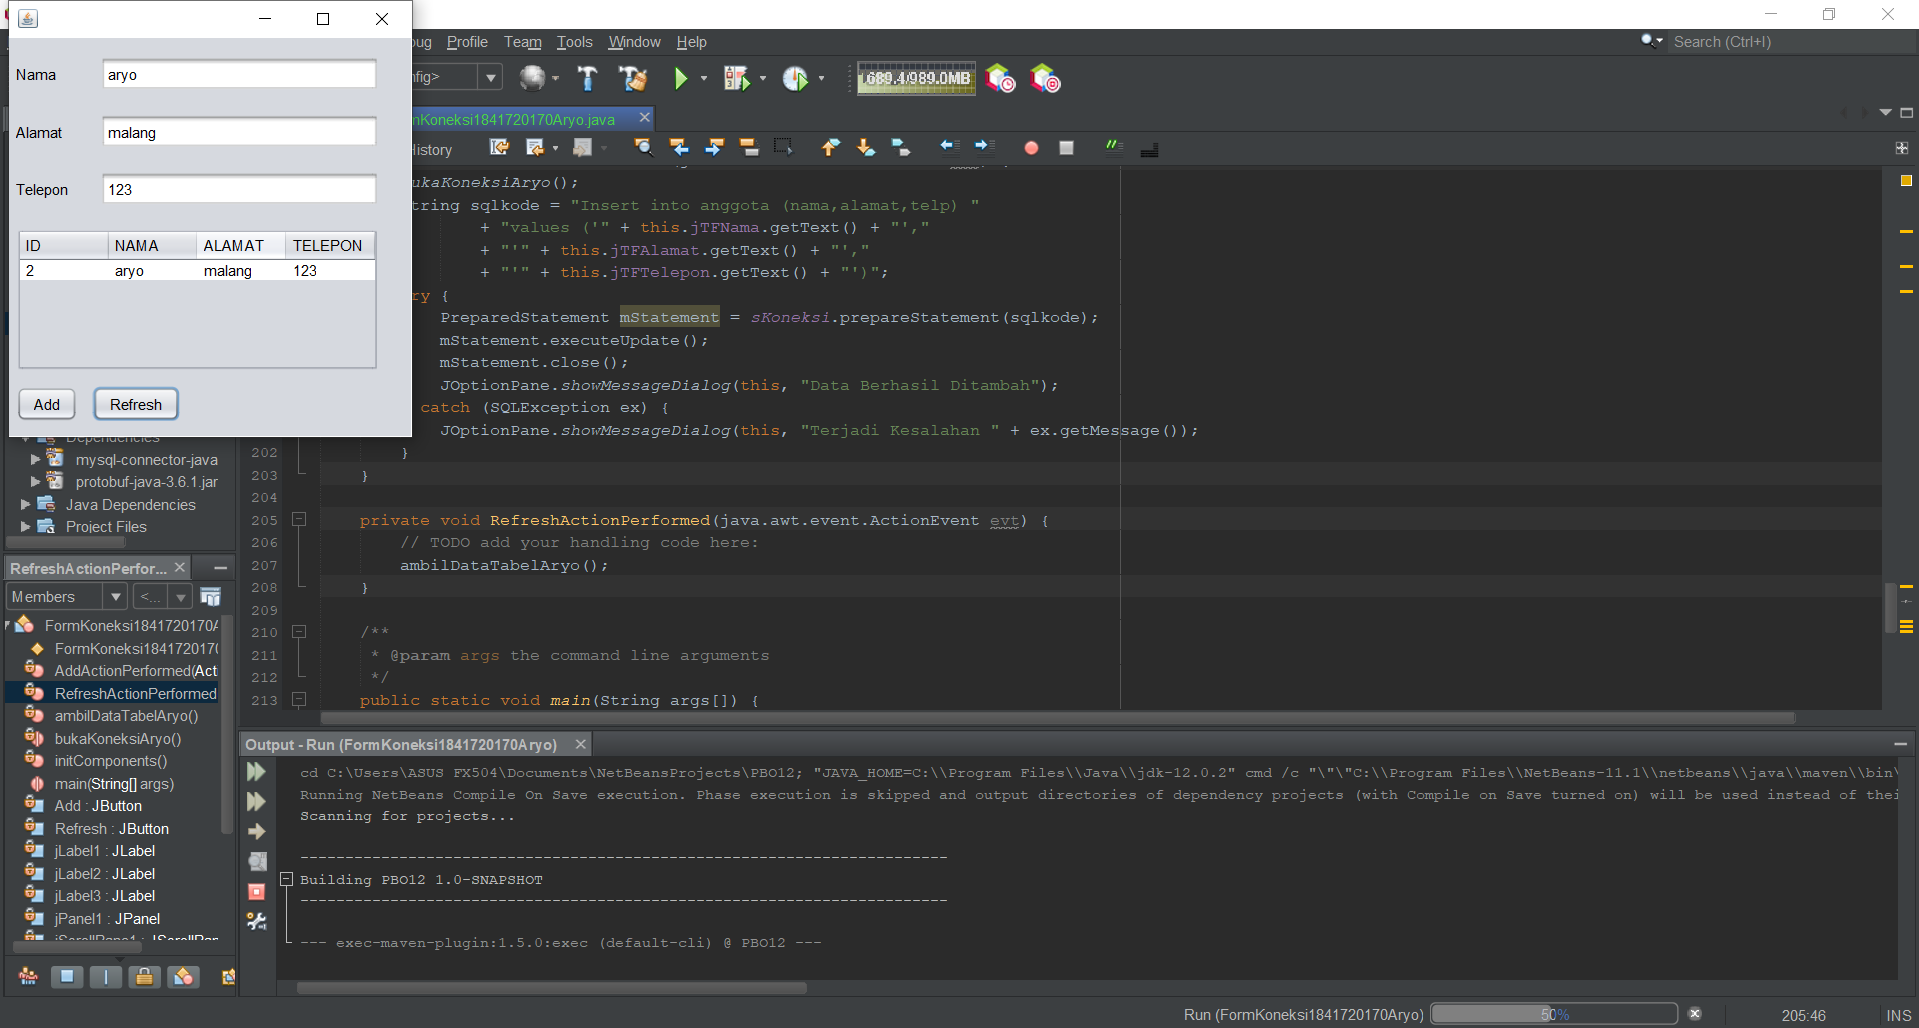 ug Profile Team Tools Window Help
Search (Ctrl+I)
nfig>
689.4/989.0MB
Nama
aryo
Alamat
malang
Telepon
123
ID NAMA ALAMAT TELEPON
2 aryo malang 123
Add Refresh
nKoneksi1841720170Aryo.java
History
ukaKoneksiAryo();
tring sqlkode = "Insert into anggota (nama,alamat,telp) "
+ "values ('" + this.jTFNama.getText() + "',"
+ "'" + this.jTFAlamat.getText() + "',"
+ "'" + this.jTFTelepon.getText() + "')";
ry {
PreparedStatement mStatement = sKoneksi.prepareStatement(sqlkode);
mStatement.executeUpdate();
mStatement.close();
JOptionPane.showMessageDialog(this, "Data Berhasil Ditambah");
catch (SQLException ex) {
JOptionPane.showMessageDialog(this, "Terjadi Kesalahan " + ex.getMessage());
202 }
203 }
204
205 private void RefreshActionPerformed(java.awt.event.ActionEvent evt) {
206 // TODO add your handling code here:
207 ambilDataTabelAryo();
208 }
209
210 /**
211 * @param args the command line arguments
212 */
213 public static void main(String args[]) {
Dependencies
mysql-connector-java
protobuf-java-3.6.1.jar
Java Dependencies
Project Files
RefreshActionPerfor...
Members <...
FormKoneksi1841720170A
FormKoneksi184172017(
AddActionPerformed(Acti
RefreshActionPerformed
ambilDataTabelAryo()
bukaKoneksiAryo()
initComponents()
main(String[] args)
Add : JButton
Refresh : JButton
jLabel1 : JLabel
jLabel2 : JLabel
jLabel3 : JLabel
jPanel1 : JPanel
jScrollPane1 : JScrollPan
Output - Run (FormKoneksi1841720170Aryo)
cd C:\Users\ASUS FX504\Documents\NetBeansProjects\PBO12; "JAVA_HOME=C:\\Program Files\\Java\\jdk-12.0.2" cmd /c "\"\"C:\\Program Files\\NetBeans-11.1\\netbeans\\java\\maven\\bin\
Running NetBeans Compile On Save execution. Phase execution is skipped and output directories of dependency projects (with Compile on Save turned on) will be used instead of thei
Scanning for projects...
------------------------------------------------------------------------
Building PBO12 1.0-SNAPSHOT
------------------------------------------------------------------------
--- exec-maven-plugin:1.5.0:exec (default-cli) @ PBO12 ---
Run (FormKoneksi1841720170Aryo) 50% 205:46 INS